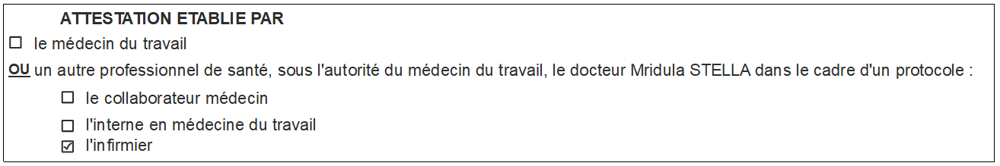 ATTESTATION ETABLIE PAR
☐ le médecin du travail
OU un autre professionnel de santé, sous l'autorité du médecin du travail, le docteur Mridula STELLA dans le cadre d'un protocole :
☐ le collaborateur médecin
☐ l'interne en médecine du travail
☑ l'infirmier